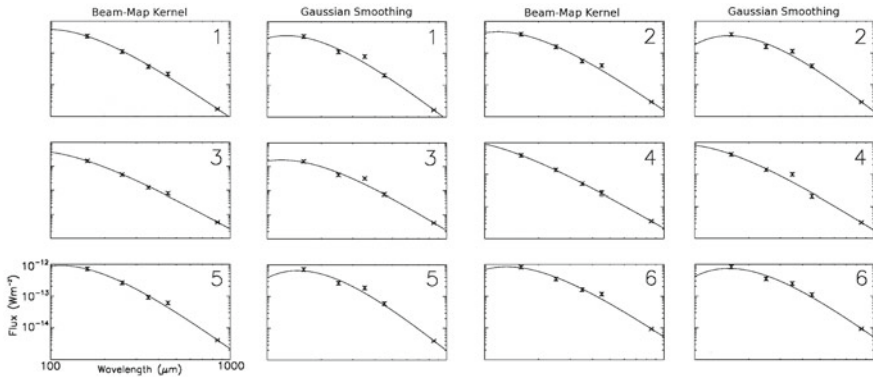 Beam-Map Kernel Gaussian Smoothing Beam-Map Kernel Gaussian Smoothing
1 1 2 2
3 3 4 4
5 5 6 6
10⁻¹²
10⁻¹³
10⁻¹⁴
Flux (Wm⁻²)
100 1000
Wavelength (μm)